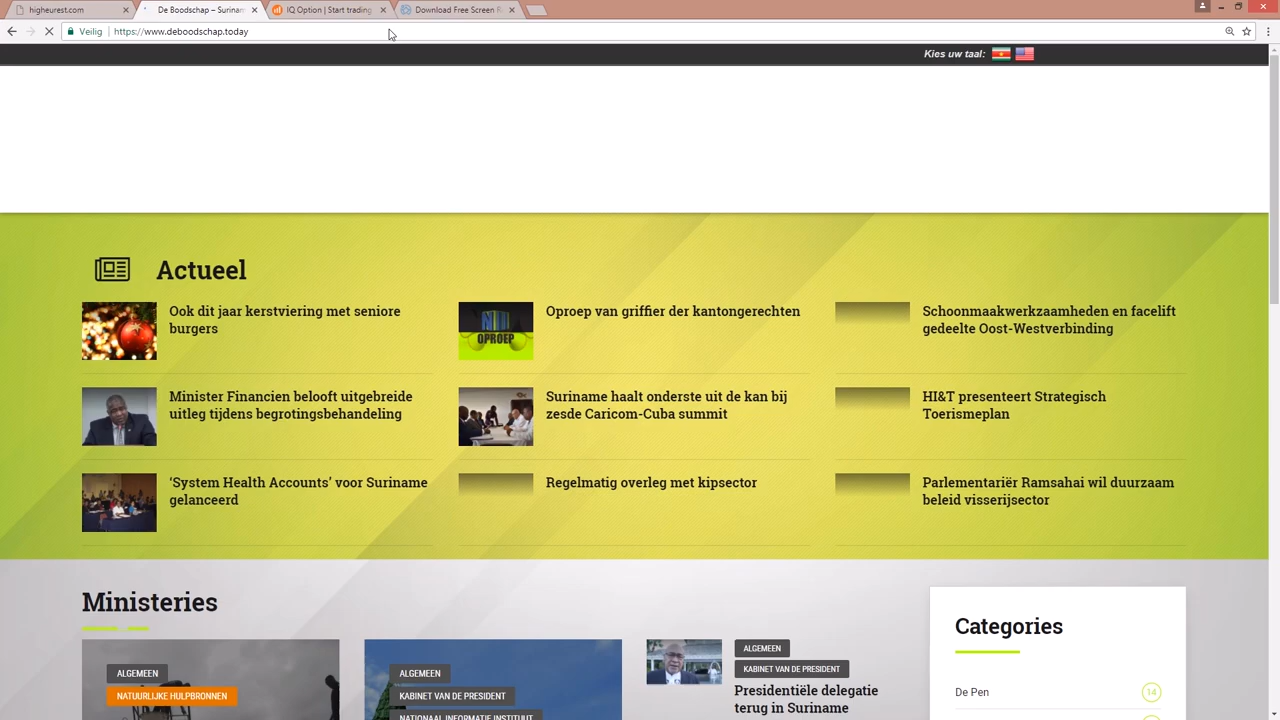 higheurest.com
De Boodschap – Surinam
IQ Option | Start trading
Download Free Screen R
Veilig
https://www.deboodschap.today
Kies uw taal:
Actueel
Ook dit jaar kerstviering met seniore
burgers
Oproep van griffier der kantongerechten
OPROEP
Schoonmaakwerkzaamheden en facelift
gedeelte Oost-Westverbinding
Minister Financien belooft uitgebreide
uitleg tijdens begrotingsbehandeling
Suriname haalt onderste uit de kan bij
zesde Caricom-Cuba summit
HI&T presenteert Strategisch
Toerismeplan
‘System Health Accounts’ voor Suriname
gelanceerd
Regelmatig overleg met kipsector
Parlementariër Ramsahai wil duurzaam
beleid visserijsector
Ministeries
ALGEMEEN
NATUURLIJKE HULPBRONNEN
ALGEMEEN
KABINET VAN DE PRESIDENT
NATIONAAL INFORMATIE INSTITUUT
ALGEMEEN
KABINET VAN DE PRESIDENT
Presidentiële delegatie
terug in Suriname
Categories
De Pen
14